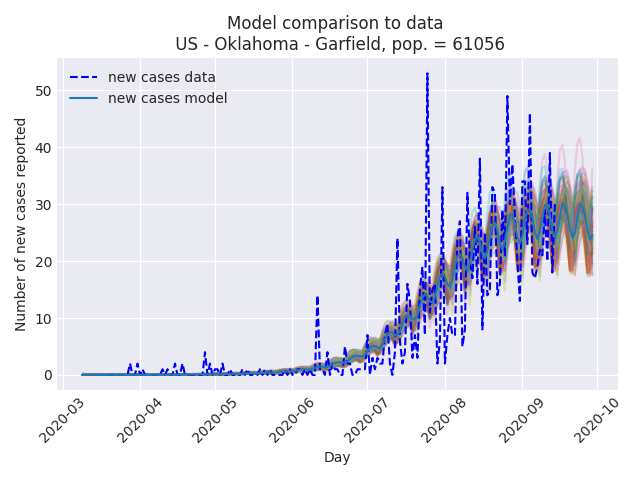 Model comparison to data
US - Oklahoma - Garfield, pop. = 61056
new cases data
new cases model
Number of new cases reported
50
40
30
20
10
0
2020-03
2020-04
2020-05
2020-06
2020-07
2020-08
2020-09
2020-10
Day